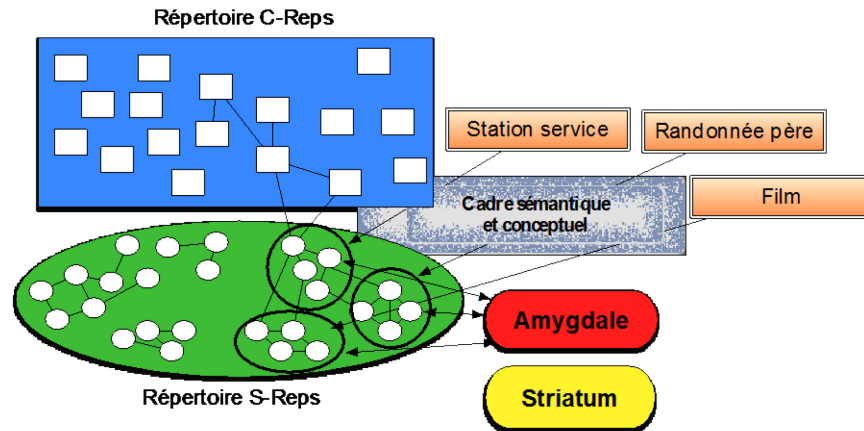 Répertoire C-Reps
Station service
Randonnée père
Film
Cadre sémantique
et conceptuel
Amygdale
Striatum
Répertoire S-Reps